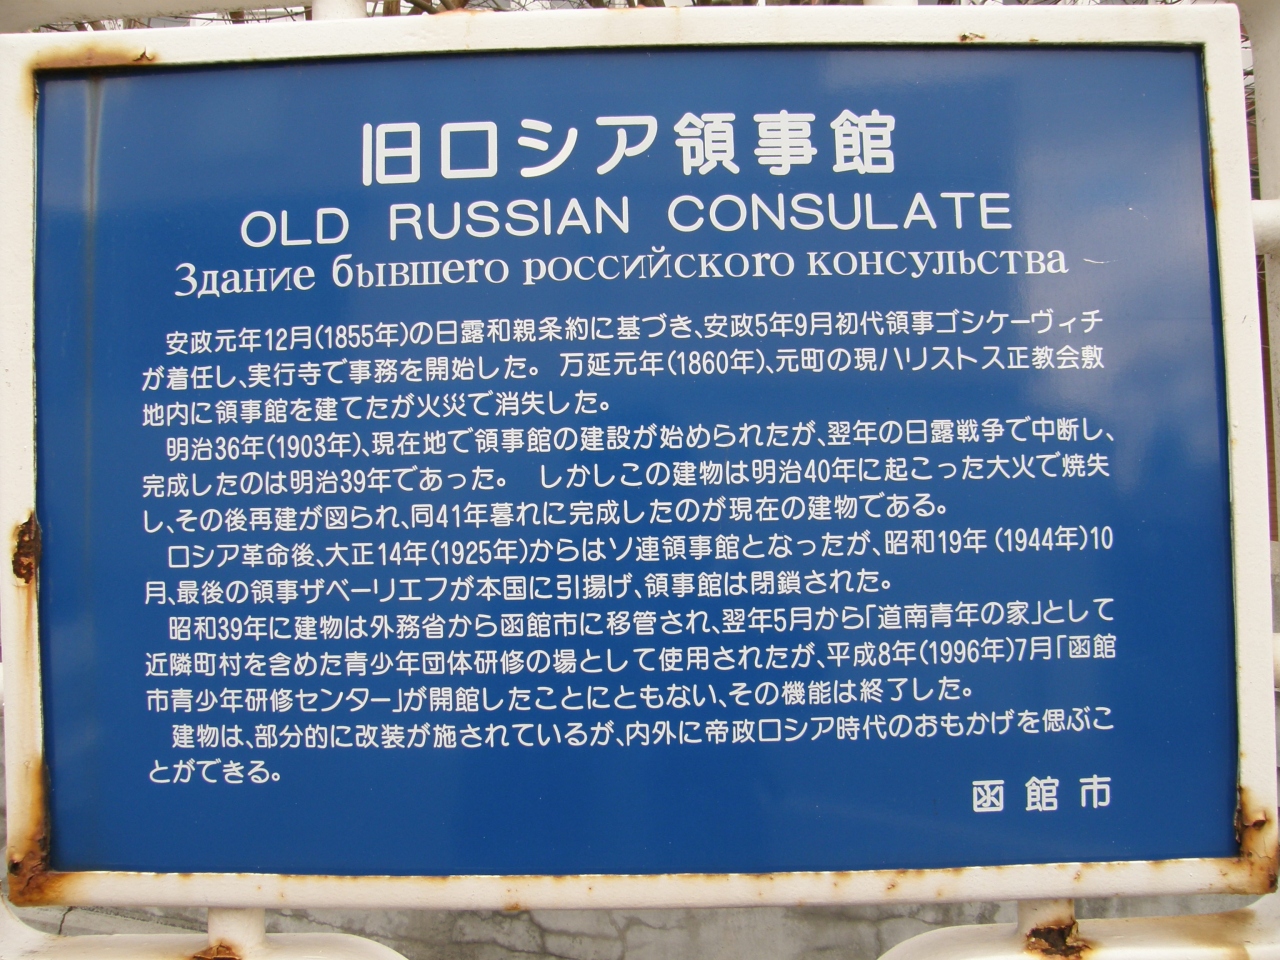 旧ロシア領事館
OLD RUSSIAN CONSULATE
Здание бывшего российского консульства
安政元年12月(1855年)の日露和親条約に基づき、安政5年9月初代領事ゴシケーヴィチ
が着任し、実行寺で事務を開始した。 万延元年(1860年)、元町の現ハリストス正教会敷
地内に領事館を建てたが火災で消失した。
明治36年(1903年)、現在地で領事館の建設が始められたが、翌年の日露戦争で中断し、
完成したのは明治39年であった。 しかしこの建物は明治40年に起こった大火で焼失
し、その後再建が図られ、同41年暮れに完成したのが現在の建物である。
ロシア革命後、大正14年(1925年)からはソ連領事館となったが、昭和19年(1944年)10
月、最後の領事ザベーリエフが本国に引揚げ、領事館は閉鎖された。
昭和39年に建物は外務省から函館市に移管され、翌年5月から「道南青年の家」として
近隣町村を含めた青少年団体研修の場として使用されたが、平成8年(1996年)7月「函館
市青少年研修センター」が開館したことにともない、その機能は終了した。
建物は、部分的に改装が施されているが、内外に帝政ロシア時代のおもかげを偲ぶこ
とができる。
函館市